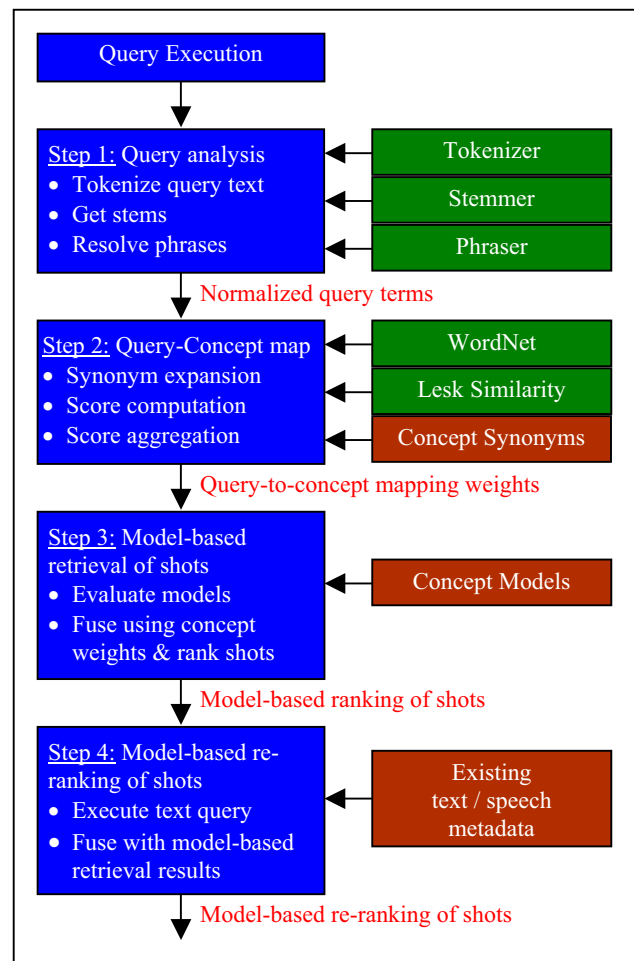 Query Execution
Step 1: Query analysis
• Tokenize query text
• Get stems
• Resolve phrases
Tokenizer
Stemmer
Phraser
Normalized query terms
Step 2: Query-Concept map
• Synonym expansion
• Score computation
• Score aggregation
WordNet
Lesk Similarity
Concept Synonyms
Query-to-concept mapping weights
Step 3: Model-based
retrieval of shots
• Evaluate models
• Fuse using concept
weights & rank shots
Concept Models
Model-based ranking of shots
Step 4: Model-based re-
ranking of shots
• Execute text query
• Fuse with model-based
retrieval results
Existing
text / speech
metadata
Model-based re-ranking of shots